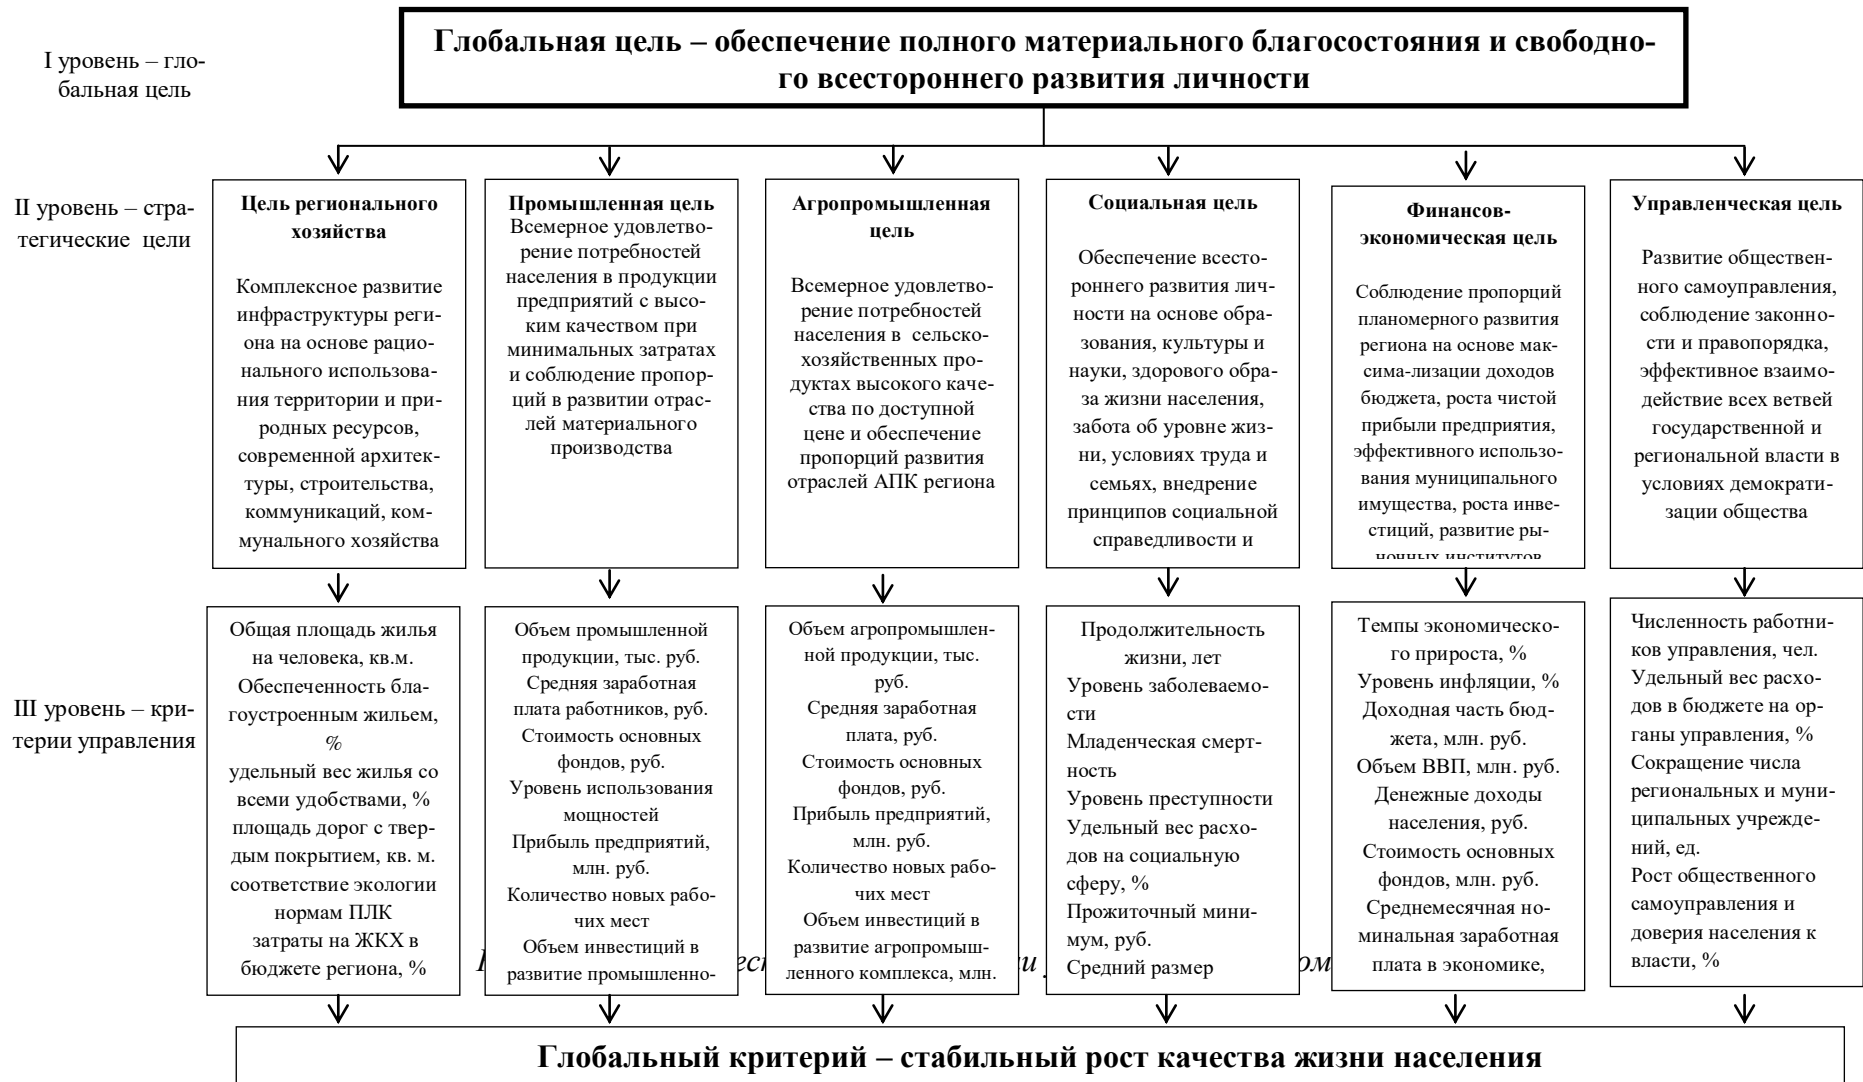 Глобальная цель – обеспечение полного материального благосостояния и свободно-
го всестороннего развития личности
I уровень – гло-
бальная цель
II уровень – стра-
тегические цели
Цель регионального
хозяйства
Комплексное развитие
инфраструктуры реги-
она на основе рацио-
нального использова-
ния территории и при-
родных ресурсов,
современной архитек-
туры, строительства,
коммуникаций, ком-
мунального хозяйства
Промышленная цель
Всемерное удовлетво-
рение потребностей
населения в продукции
предприятий с высо-
ким качеством при
минимальных затратах
и соблюдение пропор-
ций в развитии отрас-
лей материального
производства
Агропромышленная
цель
Всемерное удовлетво-
рение потребностей
населения в сельско-
хозяйственных про-
дуктах высокого каче-
ства по доступной
цене и обеспечение
пропорций развития
отраслей АПК региона
Социальная цель
Обеспечение всесто-
роннего развития лич-
ности на основе обра-
зования, культуры и
науки, здорового обра-
за жизни населения,
забота об уровне жиз-
ни, условиях труда и
семьях, внедрение
принципов социальной
справедливости и
Финансов-
экономическая цель
Соблюдение пропорций
планомерного развития
региона на основе мак-
сима-лизации доходов
бюджета, роста чистой
прибыли предприятия,
эффективного использо-
вания муниципального
имущества, роста инве-
стиций, развитие ры-
ночных институтов
Управленческая цель
Развитие обществен-
ного самоуправления,
соблюдение законно-
сти и правопорядка,
эффективное взаимо-
действие всех ветвей
государственной и
региональной власти в
условиях демократи-
зации общества
III уровень – кри-
терии управления
Общая площадь жилья
на человека, кв.м.
Обеспеченность бла-
гоустроенным жильем,
%
удельный вес жилья со
всеми удобствами, %
площадь дорог с твер-
дым покрытием, кв. м.
соответствие экологии
нормам ПЛК
затраты на ЖКХ в
бюджете региона, %
Объем промышленной
продукции, тыс. руб.
Средняя заработная
плата работников, руб.
Стоимость основных
фондов, руб.
Уровень использования
мощностей
Прибыль предприятий,
млн. руб.
Количество новых рабо-
чих мест
Объем инвестиций в
развитие промышленно-
Объем агропромышлен-
ной продукции, тыс.
руб.
Средняя заработная
плата, руб.
Стоимость основных
фондов, руб.
Прибыль предприятий,
млн. руб.
Количество новых рабо-
чих мест
Объем инвестиций в
развитие агропромыш-
ленного комплекса, млн.
Продолжительность
жизни, лет
Уровень заболеваемо-
сти
Младенческая смерт-
ность
Уровень преступности
Удельный вес расхо-
дов на социальную
сферу, %
Прожиточный мини-
мум, руб.
Средний размер
Темпы экономическо-
го прироста, %
Уровень инфляции, %
Доходная часть бюд-
жета, млн. руб.
Объем ВВП, млн. руб.
Денежные доходы
населения, руб.
Стоимость основных
фондов, млн. руб.
Среднемесячная но-
минальная заработная
плата в экономике,
Численность работни-
ков управления, чел.
Удельный вес расхо-
дов в бюджете на ор-
ганы управления, %
Сокращение числа
региональных и муни-
ципальных учрежде-
ний, ед.
Рост общественного
самоуправления и
доверия населения к
власти, %
Глобальный критерий – стабильный рост качества жизни населения